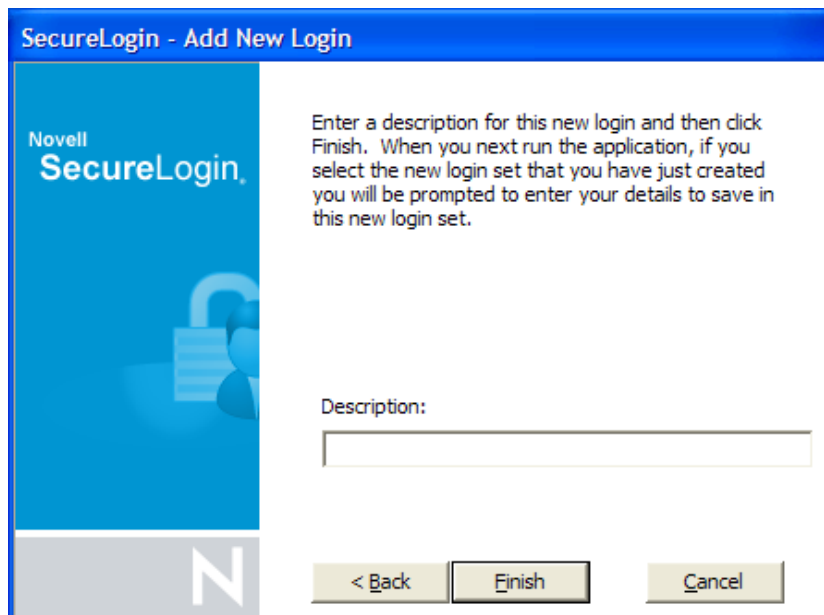 SecureLogin - Add New Login
Novell
SecureLogin®
Enter a description for this new login and then click
Finish. When you next run the application, if you
select the new login set that you have just created
you will be prompted to enter your details to save in
this new login set.
Description:
N
< Back
Finish
Cancel